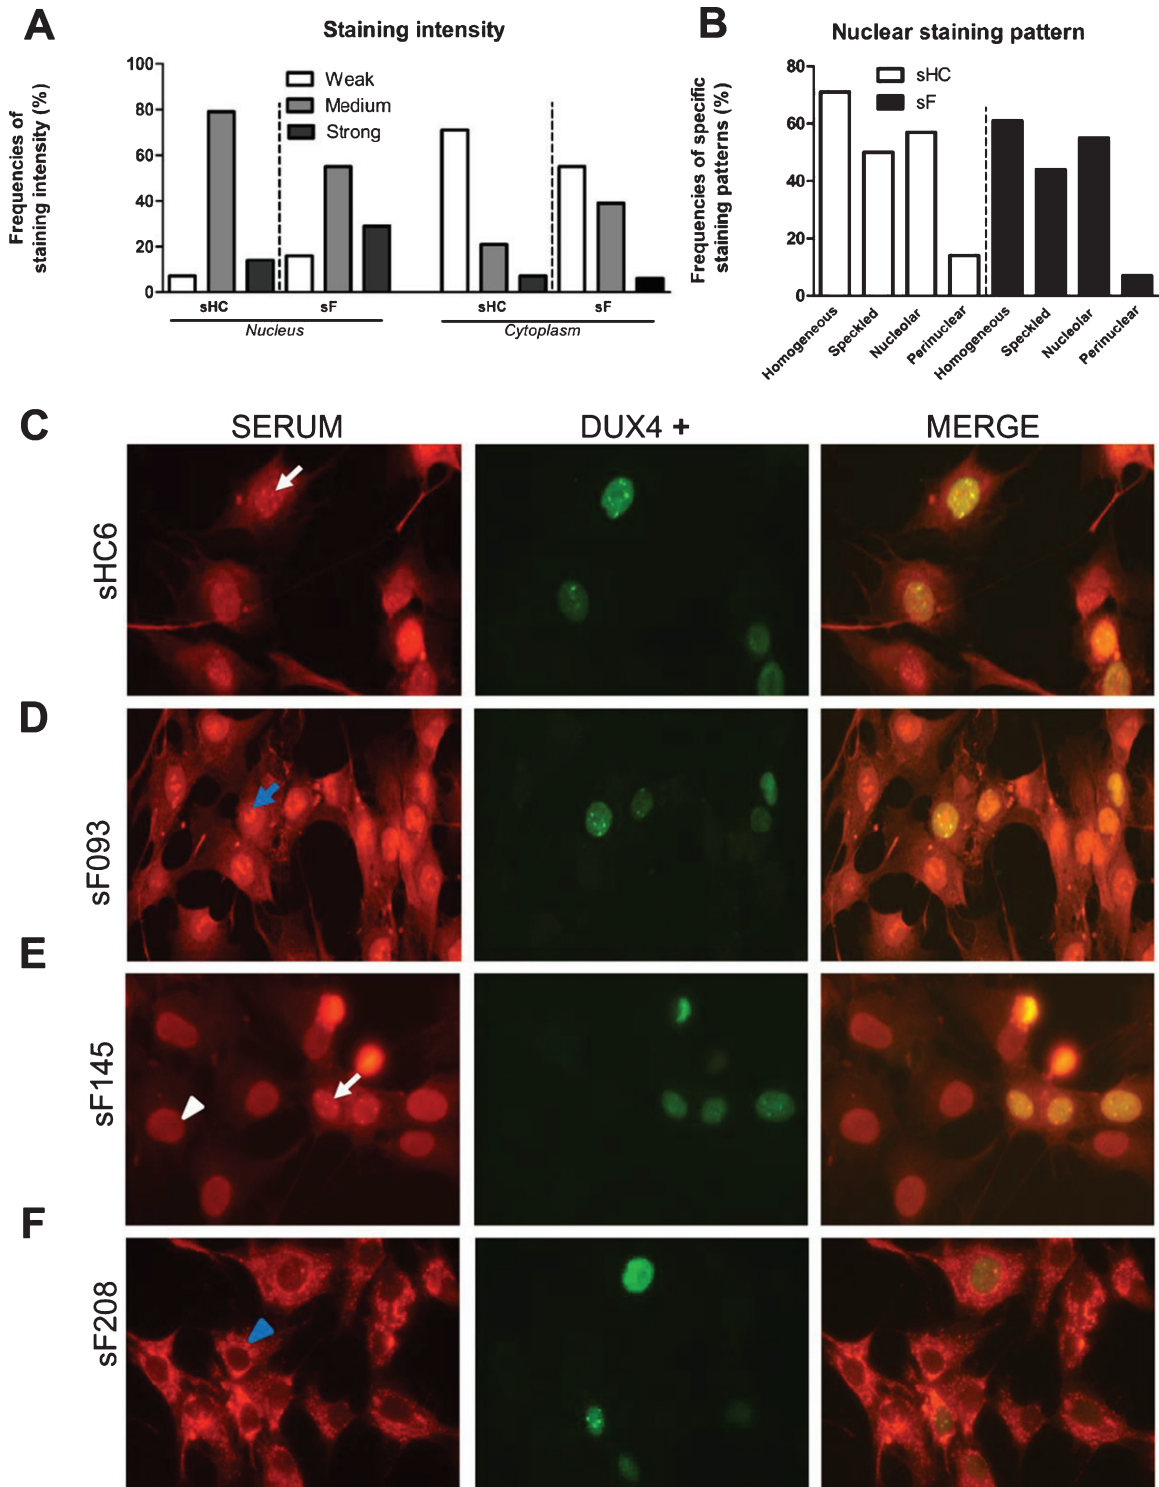 A
Staining intensity
Frequencies of
staining intensity (%)
100
80
60
40
20
0
Weak
Medium
Strong
sHC
sF
sHC
sF
Nucleus
Cytoplasm
B
Nuclear staining pattern
Frequencies of specific
staining patterns (%)
80
60
40
20
0
sHC
sF
Homogeneous
Speckled
Nucleolar
Perinuclear
Homogeneous
Speckled
Nucleolar
Perinuclear
C
SERUM
DUX4 +
MERGE
sHC6
D
sF093
E
sF145
F
sF208